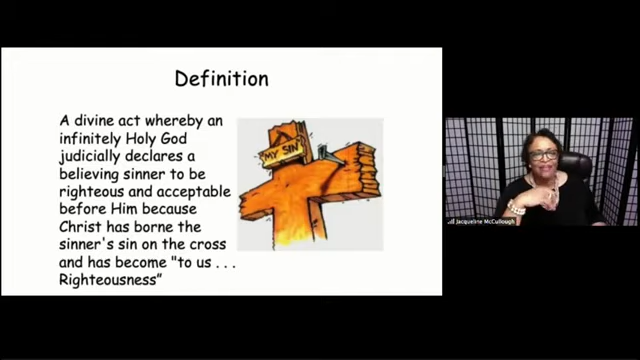 Definition
A divine act whereby an
infinitely Holy God
judicially declares a
believing sinner to be
righteous and acceptable
before Him because
Christ has borne the
sinner's sin on the cross
and has become "to us . . .
Righteousness”
MY SIN
Jacqueline McCullough